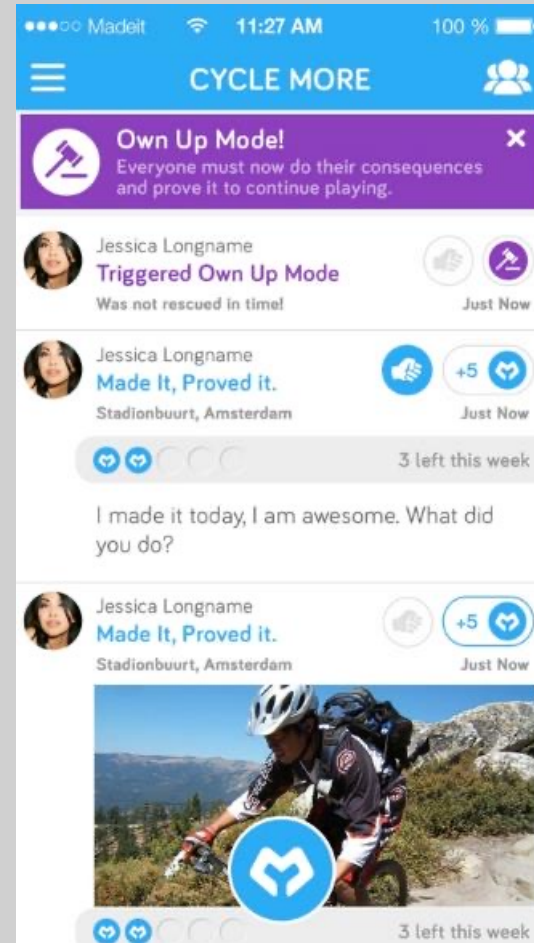 Madeit 11:27 AM 100 %
CYCLE MORE
Own Up Mode!
Everyone must now do their consequences
and prove it to continue playing.
Jessica Longname
Triggered Own Up Mode
Was not rescued in time! Just Now
Jessica Longname
Made It, Proved it. +5
Stadionbuurt, Amsterdam Just Now
3 left this week
I made it today, I am awesome. What did
you do?
Jessica Longname
Made It, Proved it. +5
Stadionbuurt, Amsterdam Just Now
3 left this week